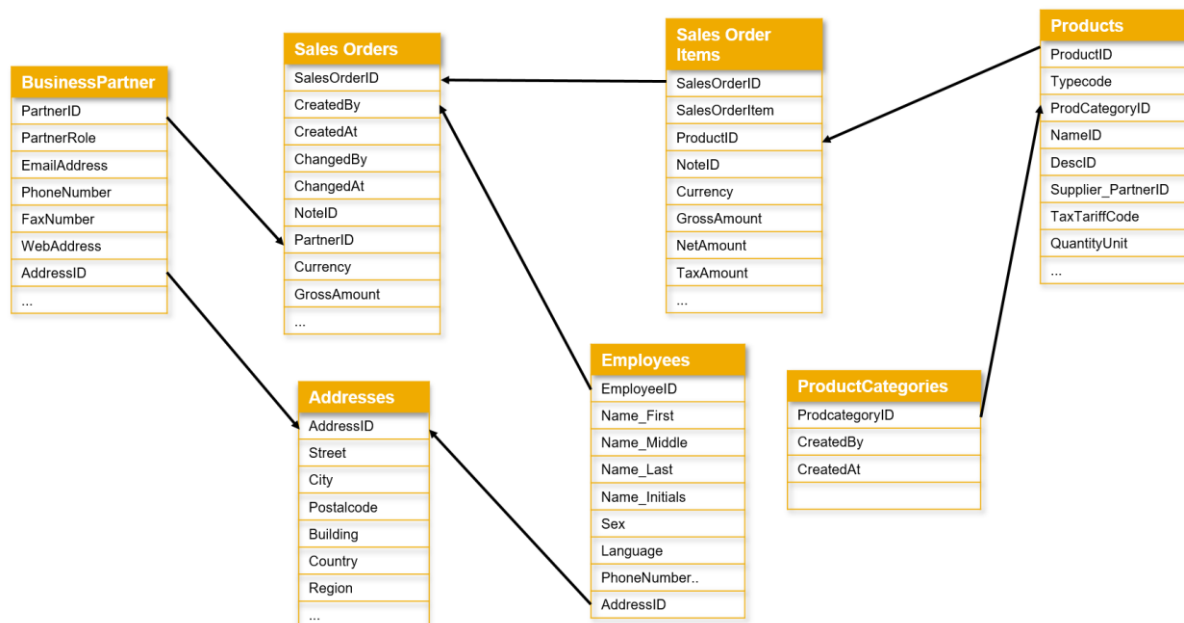 BusinessPartner
PartnerID
PartnerRole
EmailAddress
PhoneNumber
FaxNumber
WebAddress
AddressID
...
Sales Orders
SalesOrderID
CreatedBy
CreatedAt
ChangedBy
ChangedAt
NoteID
PartnerID
Currency
GrossAmount
...
Sales Order
Items
SalesOrderID
SalesOrderItem
ProductID
NoteID
Currency
GrossAmount
NetAmount
TaxAmount
...
Products
ProductID
Typecode
ProdCategoryID
NameID
DescID
Supplier_PartnerID
TaxTariffCode
QuantityUnit
...
Addresses
AddressID
Street
City
Postalcode
Building
Country
Region
...
Employees
EmployeeID
Name_First
Name_Middle
Name_Last
Name_Initials
Sex
Language
PhoneNumber..
AddressID
ProductCategories
ProdcategoryID
CreatedBy
CreatedAt